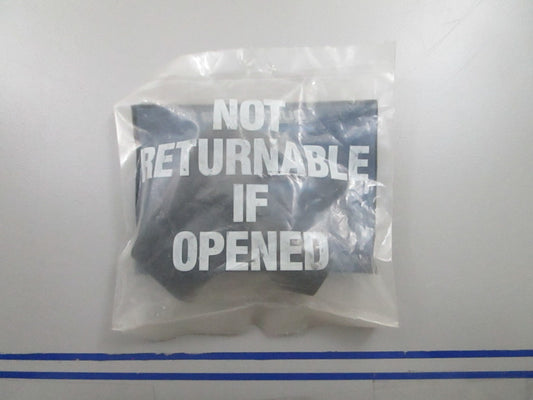 NOT
RETURNABLE
IF
OPENED